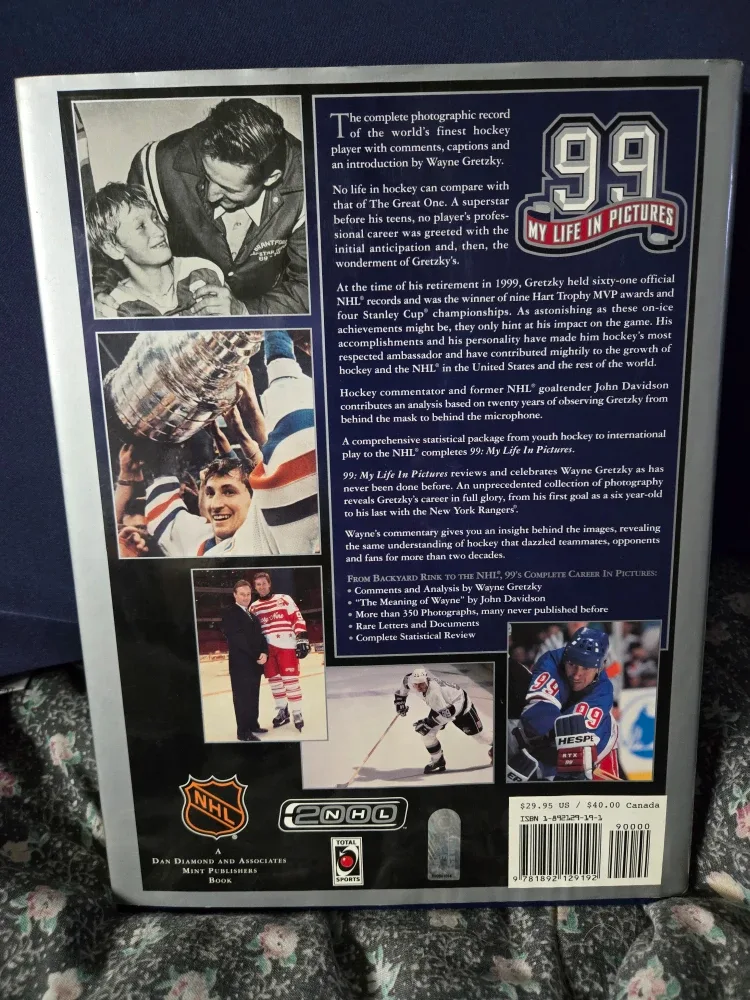 The complete photographic record
of the world's finest hockey
player with comments, captions and
an introduction by Wayne Gretzky.
No life in hockey can compare with
that of The Great One. A superstar
before his teens, no player's profes-
sional career was greeted with the
initial anticipation and, then, the
wonderment of Gretzky's.
99
MY LIFE IN PICTURES
At the time of his retirement in 1999, Gretzky held sixty-one official
NHL® records and was the winner of nine Hart Trophy MVP awards and
four Stanley Cup® championships. As astonishing as these on-ice
achievements might be, they only hint at his impact on the game. His
accomplishments and his personality have made him hockey's most
respected ambassador and have contributed mightily to the growth of
hockey and the NHL® in the United States and the rest of the world.
Hockey commentator and former NHL® goaltender John Davidson
contributes an analysis based on twenty years of observing Gretzky from
behind the mask to behind the microphone.
A comprehensive statistical package from youth hockey to international
play to the NHL® completes 99: My Life In Pictures.
99: My Life In Pictures reviews and celebrates Wayne Gretzky as has
never been done before. An unprecedented collection of photography
reveals Gretzky's career in full glory, from his first goal as a six year-old
to his last with the New York Rangers®.
Wayne's commentary gives you an insight behind the images, revealing
the same understanding of hockey that dazzled teammates, opponents
and fans for more than two decades.
From Backyard Rink to the NHL®, 99's Complete Career In Pictures:
• Comments and Analysis by Wayne Gretzky
• "The Meaning of Wayne" by John Davidson
• More than 350 Photographs, many never published before
• Rare Letters and Documents
• Complete Statistical Review
99
99
HESPE
RTX
NHL
A
Dan Diamond and Associates
Mint Publishers
Book
2000 NHL
TOTAL
SPORTS
$29.95 US / $40.00 Canada
ISBN 1-892129-19-1
90000
9 781892 129192